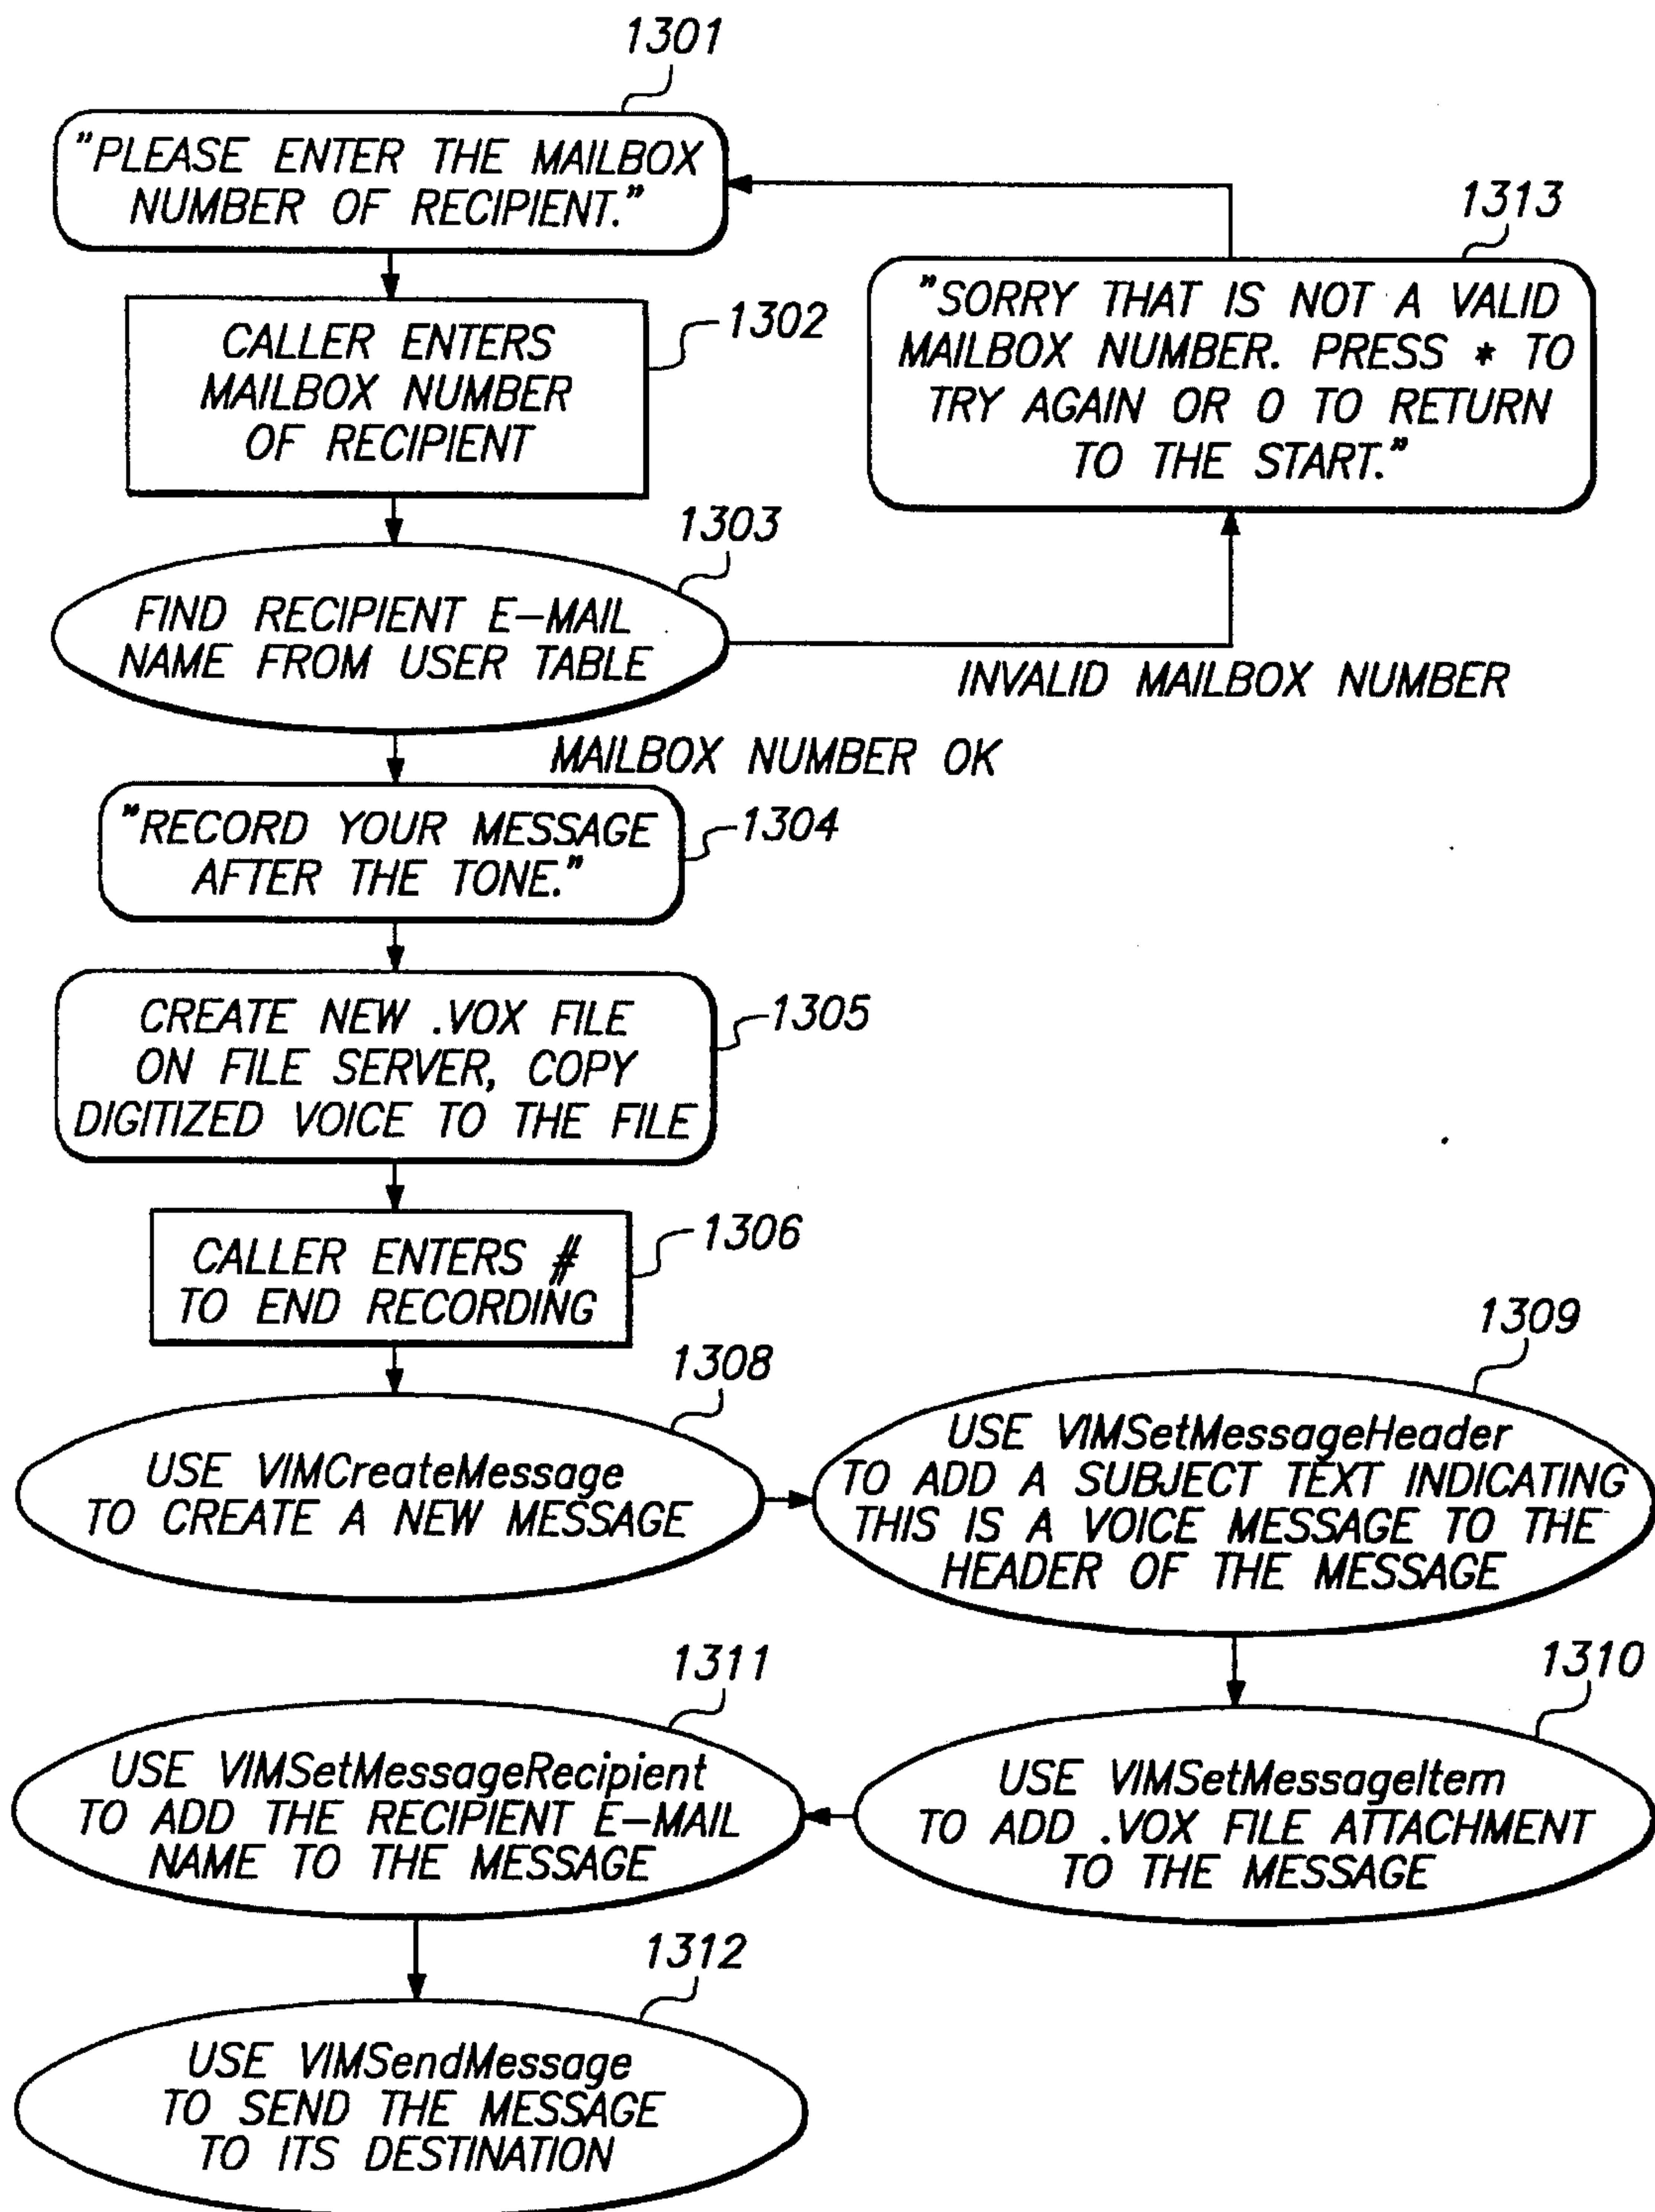 1301
"PLEASE ENTER THE MAILBOX
NUMBER OF RECIPIENT."
1313
"SORRY THAT IS NOT A VALID
MAILBOX NUMBER. PRESS * TO
TRY AGAIN OR 0 TO RETURN
TO THE START."
1302
CALLER ENTERS
MAILBOX NUMBER
OF RECIPIENT
1303
FIND RECIPIENT E-MAIL
NAME FROM USER TABLE
INVALID MAILBOX NUMBER
MAILBOX NUMBER OK
"RECORD YOUR MESSAGE
AFTER THE TONE."
1304
CREATE NEW .VOX FILE
ON FILE SERVER, COPY
DIGITIZED VOICE TO THE FILE
1305
CALLER ENTERS #
TO END RECORDING
1306
1308
USE VIMCreateMessage
TO CREATE A NEW MESSAGE
1309
USE VIMSetMessageHeader
TO ADD A SUBJECT TEXT INDICATING
THIS IS A VOICE MESSAGE TO THE
HEADER OF THE MESSAGE
1310
USE VIMSetMessageItem
TO ADD .VOX FILE ATTACHMENT
TO THE MESSAGE
1311
USE VIMSetMessageRecipient
TO ADD THE RECIPIENT E-MAIL
NAME TO THE MESSAGE
1312
USE VIMSendMessage
TO SEND THE MESSAGE
TO ITS DESTINATION